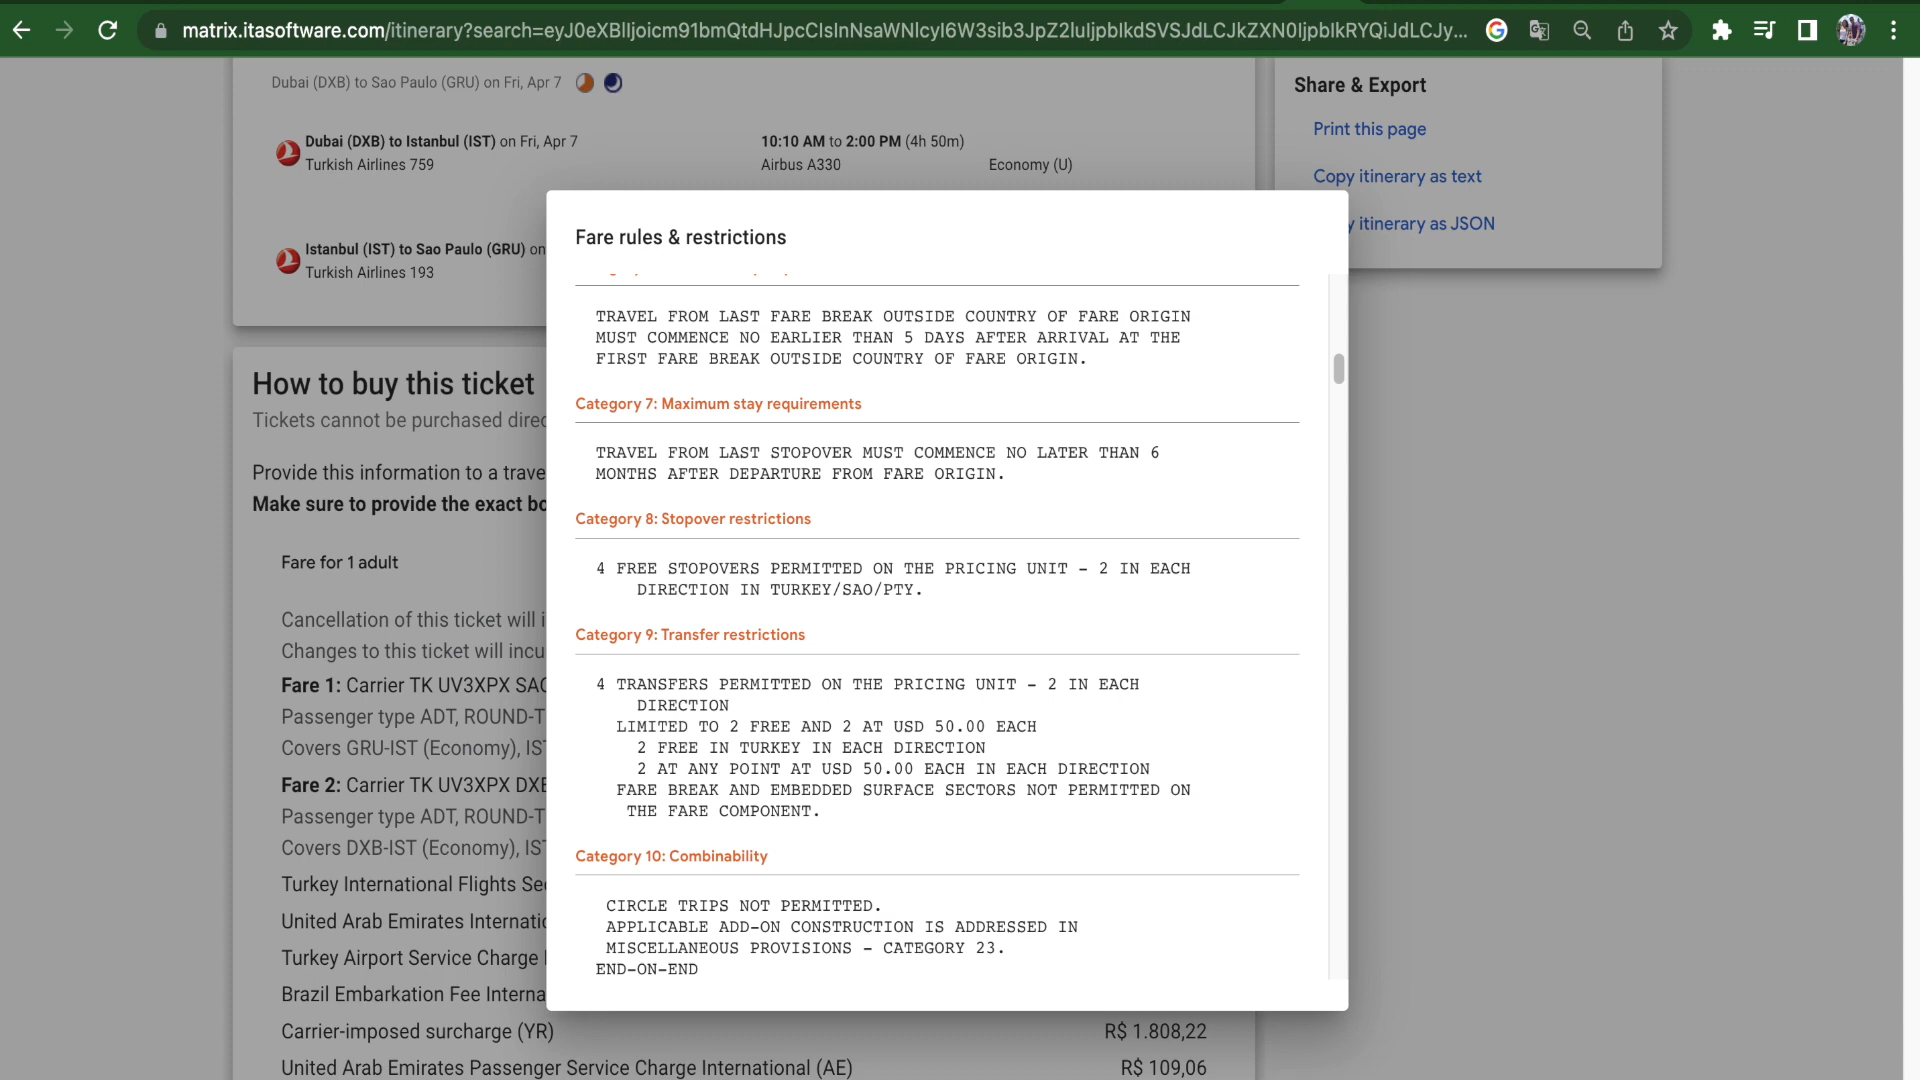 matrix.itasoftware.com/itinerary?search=
Dubai (DXB) to Sao Paulo (GRU) on Fri, Apr 7
Dubai (DXB) to Istanbul (IST) on Fri, Apr 7
10:10 AM to 2:00 PM (4h 50m)
Turkish Airlines 759
Airbus A330
Economy (U)
Istanbul (IST) to Sao Paulo (GRU) on
Turkish Airlines 193
Share & Export
Print this page
Copy itinerary as text
y itinerary as JSON
How to buy this ticket
Tickets cannot be purchased direc
Provide this information to a trave
Make sure to provide the exact bo
Fare for 1 adult
Cancellation of this ticket will i
Changes to this ticket will incu
Fare 1: Carrier TK UV3XPX SAO
Passenger type ADT, ROUND-T
Covers GRU-IST (Economy), IST
Fare 2: Carrier TK UV3XPX DXB
Passenger type ADT, ROUND-T
Covers DXB-IST (Economy), IST
Turkey International Flights Se
United Arab Emirates Internatio
Turkey Airport Service Charge
Brazil Embarkation Fee Interna
Carrier-imposed surcharge (YR)
R$ 1.808,22
United Arab Emirates Passenger Service Charge International (AE)
R$ 109,06
Fare rules & restrictions
TRAVEL FROM LAST FARE BREAK OUTSIDE COUNTRY OF FARE ORIGIN
MUST COMMENCE NO EARLIER THAN 5 DAYS AFTER ARRIVAL AT THE
FIRST FARE BREAK OUTSIDE COUNTRY OF FARE ORIGIN.
Category 7: Maximum stay requirements
TRAVEL FROM LAST STOPOVER MUST COMMENCE NO LATER THAN 6
MONTHS AFTER DEPARTURE FROM FARE ORIGIN.
Category 8: Stopover restrictions
4 FREE STOPOVERS PERMITTED ON THE PRICING UNIT - 2 IN EACH
DIRECTION IN TURKEY/SAO/PTY.
Category 9: Transfer restrictions
4 TRANSFERS PERMITTED ON THE PRICING UNIT - 2 IN EACH
DIRECTION
LIMITED TO 2 FREE AND 2 AT USD 50.00 EACH
2 FREE IN TURKEY IN EACH DIRECTION
2 AT ANY POINT AT USD 50.00 EACH IN EACH DIRECTION
FARE BREAK AND EMBEDDED SURFACE SECTORS NOT PERMITTED ON
THE FARE COMPONENT.
Category 10: Combinability
CIRCLE TRIPS NOT PERMITTED.
APPLICABLE ADD-ON CONSTRUCTION IS ADDRESSED IN
MISCELLANEOUS PROVISIONS - CATEGORY 23.
END-ON-END